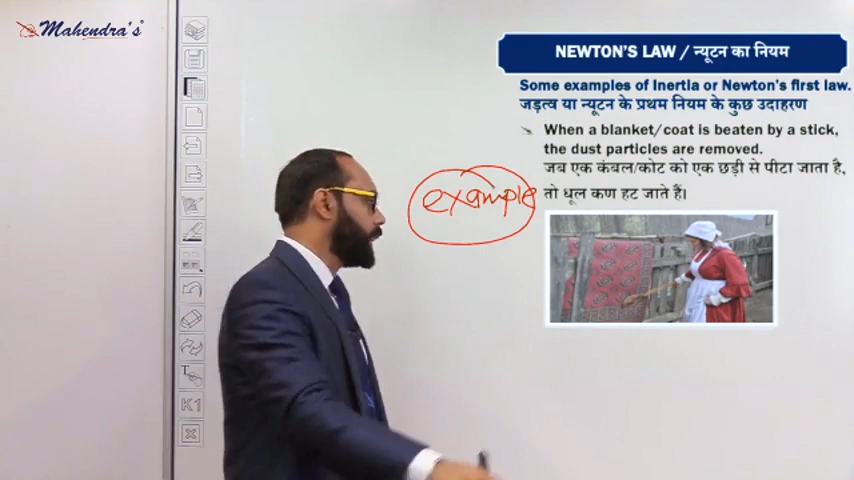 Mahendra's
NEWTON'S LAW / न्यूटन का नियम
Some examples of Inertia or Newton's first law.
जड़त्व या न्यूटन के प्रथम नियम के कुछ उदाहरण
When a blanket/coat is beaten by a stick,
the dust particles are removed.
जब एक कंबल/कोट को एक छड़ी से पीटा जाता है,
तो धूल कण हट जाते हैं।
example
K1